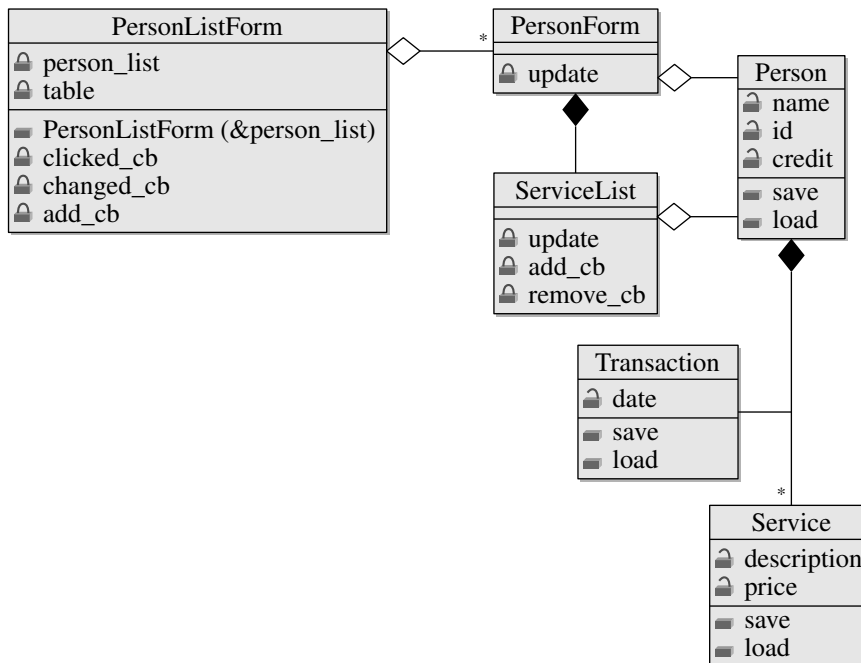 PersonListForm
person_list
table
PersonListForm (&person_list)
clicked_cb
changed_cb
add_cb
*
PersonForm
update
Person
name
id
credit
save
load
ServiceList
update
add_cb
remove_cb
Transaction
date
save
load
*
Service
description
price
save
load